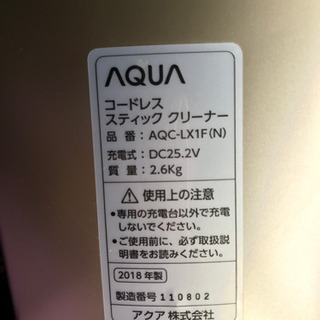 AQUA
コードレス
スティック クリーナー
品 番：AQC-LX1F(N)
充電式：DC25.2V
質 量：2.6Kg
⚠ 使用上の注意
•専用の充電台以外で充電
しないでください。
•ご使用前に、必ず取扱説
明書をお読みください。
2018 年製
製造番号 110802
アクア株式会社